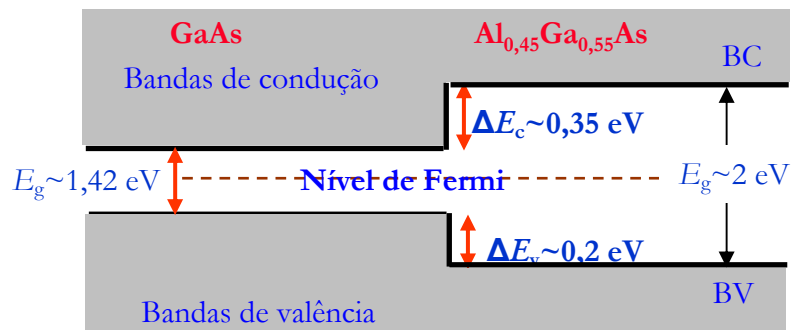 GaAs
Al0,45Ga0,55As
Bandas de condução
BC
ΔEc~0,35 eV
Eg~1,42 eV
Nível de Fermi
Eg~2 eV
ΔEv~0,2 eV
BV
Bandas de valência